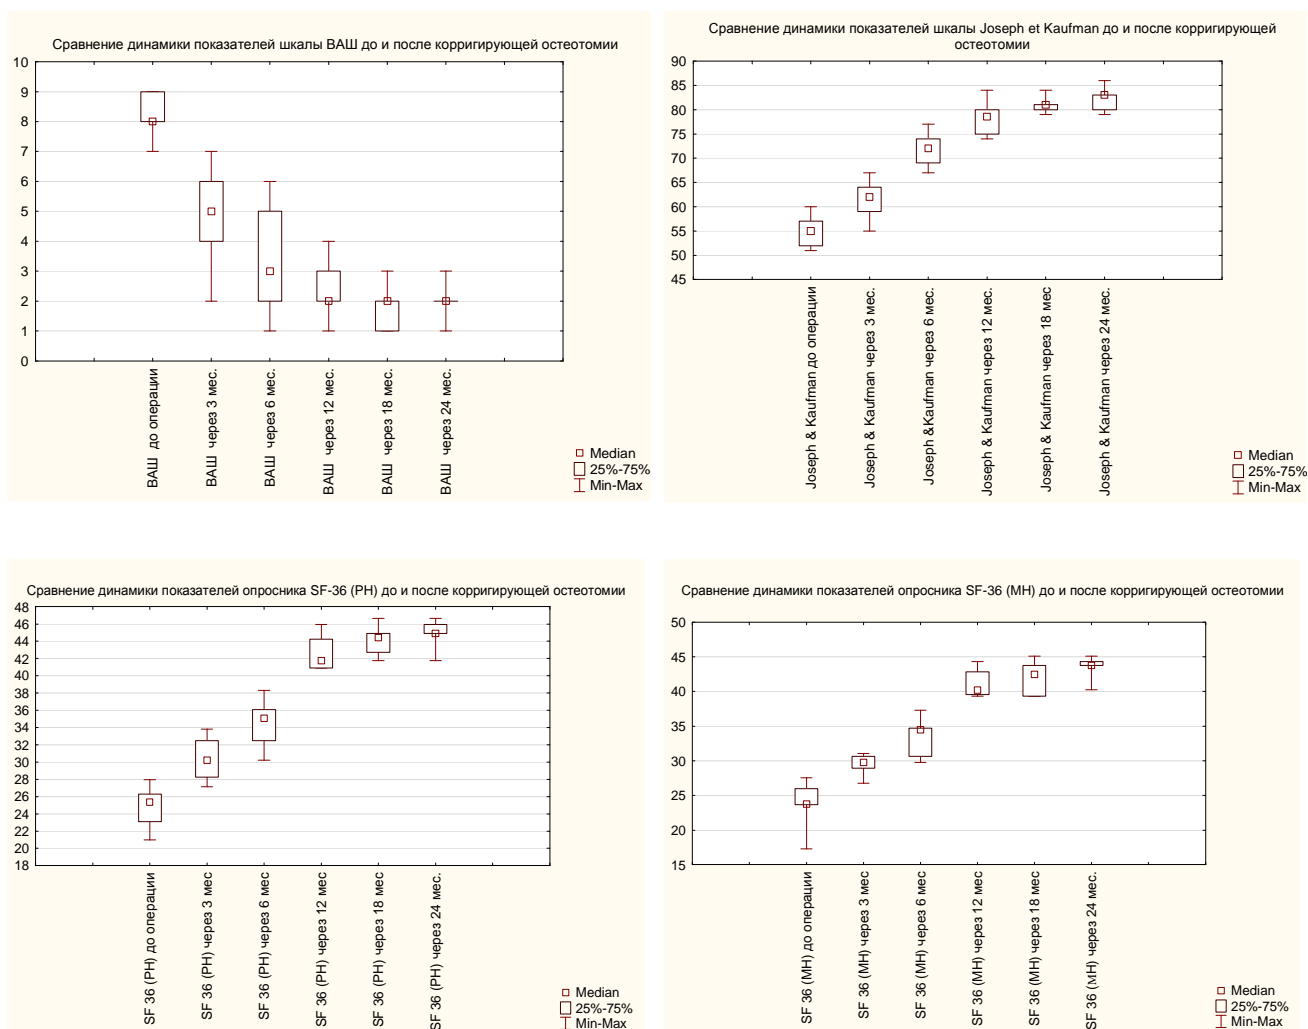 Сравнение динамики показателей шкалы ВАШ до и после корригирующей остеотомии
10
9
8
7
6
5
4
3
2
1
0
ВАШ до операции
ВАШ через 3 мес.
ВАШ через 6 мес.
ВАШ через 12 мес.
ВАШ через 18 мес.
ВАШ через 24 мес.
Median
25%-75%
Min-Max
Сравнение динамики показателей шкалы Joseph et Kaufman до и после корригирующей
остеотомии
90
85
80
75
70
65
60
55
50
45
Joseph & Kaufman до операции
Joseph & Kaufman через 3 мес.
Joseph &Kaufman через 6 мес.
Joseph & Kaufman через 12 мес.
Joseph & Kaufman через 18 мес
Joseph & Kaufman через 24 мес.
Median
25%-75%
Min-Max
Сравнение динамики показателей опросника SF-36 (PH) до и после корригирующей остеотомии
48
46
44
42
40
38
36
34
32
30
28
26
24
22
20
18
SF 36 (PH) до операции
SF 36 (PH) через 3 мес
SF 36 (PH) через 6 мес
SF 36 (PH) через 12 мес
SF 36 (PH) через 18 мес
SF 36 (PH) через 24 мес.
Median
25%-75%
Min-Max
Сравнение динамики показателей опросника SF-36 (MH) до и после корригирующей остеотомии
50
45
40
35
30
25
20
15
SF 36 (MH) до операции
SF 36 (MH) через 3 мес
SF 36 (MH) через 6 мес
SF 36 (MH) через 12 мес
SF 36 (MH) через 18 мес
SF 36 (MH) через 24 мес.
Median
25%-75%
Min-Max